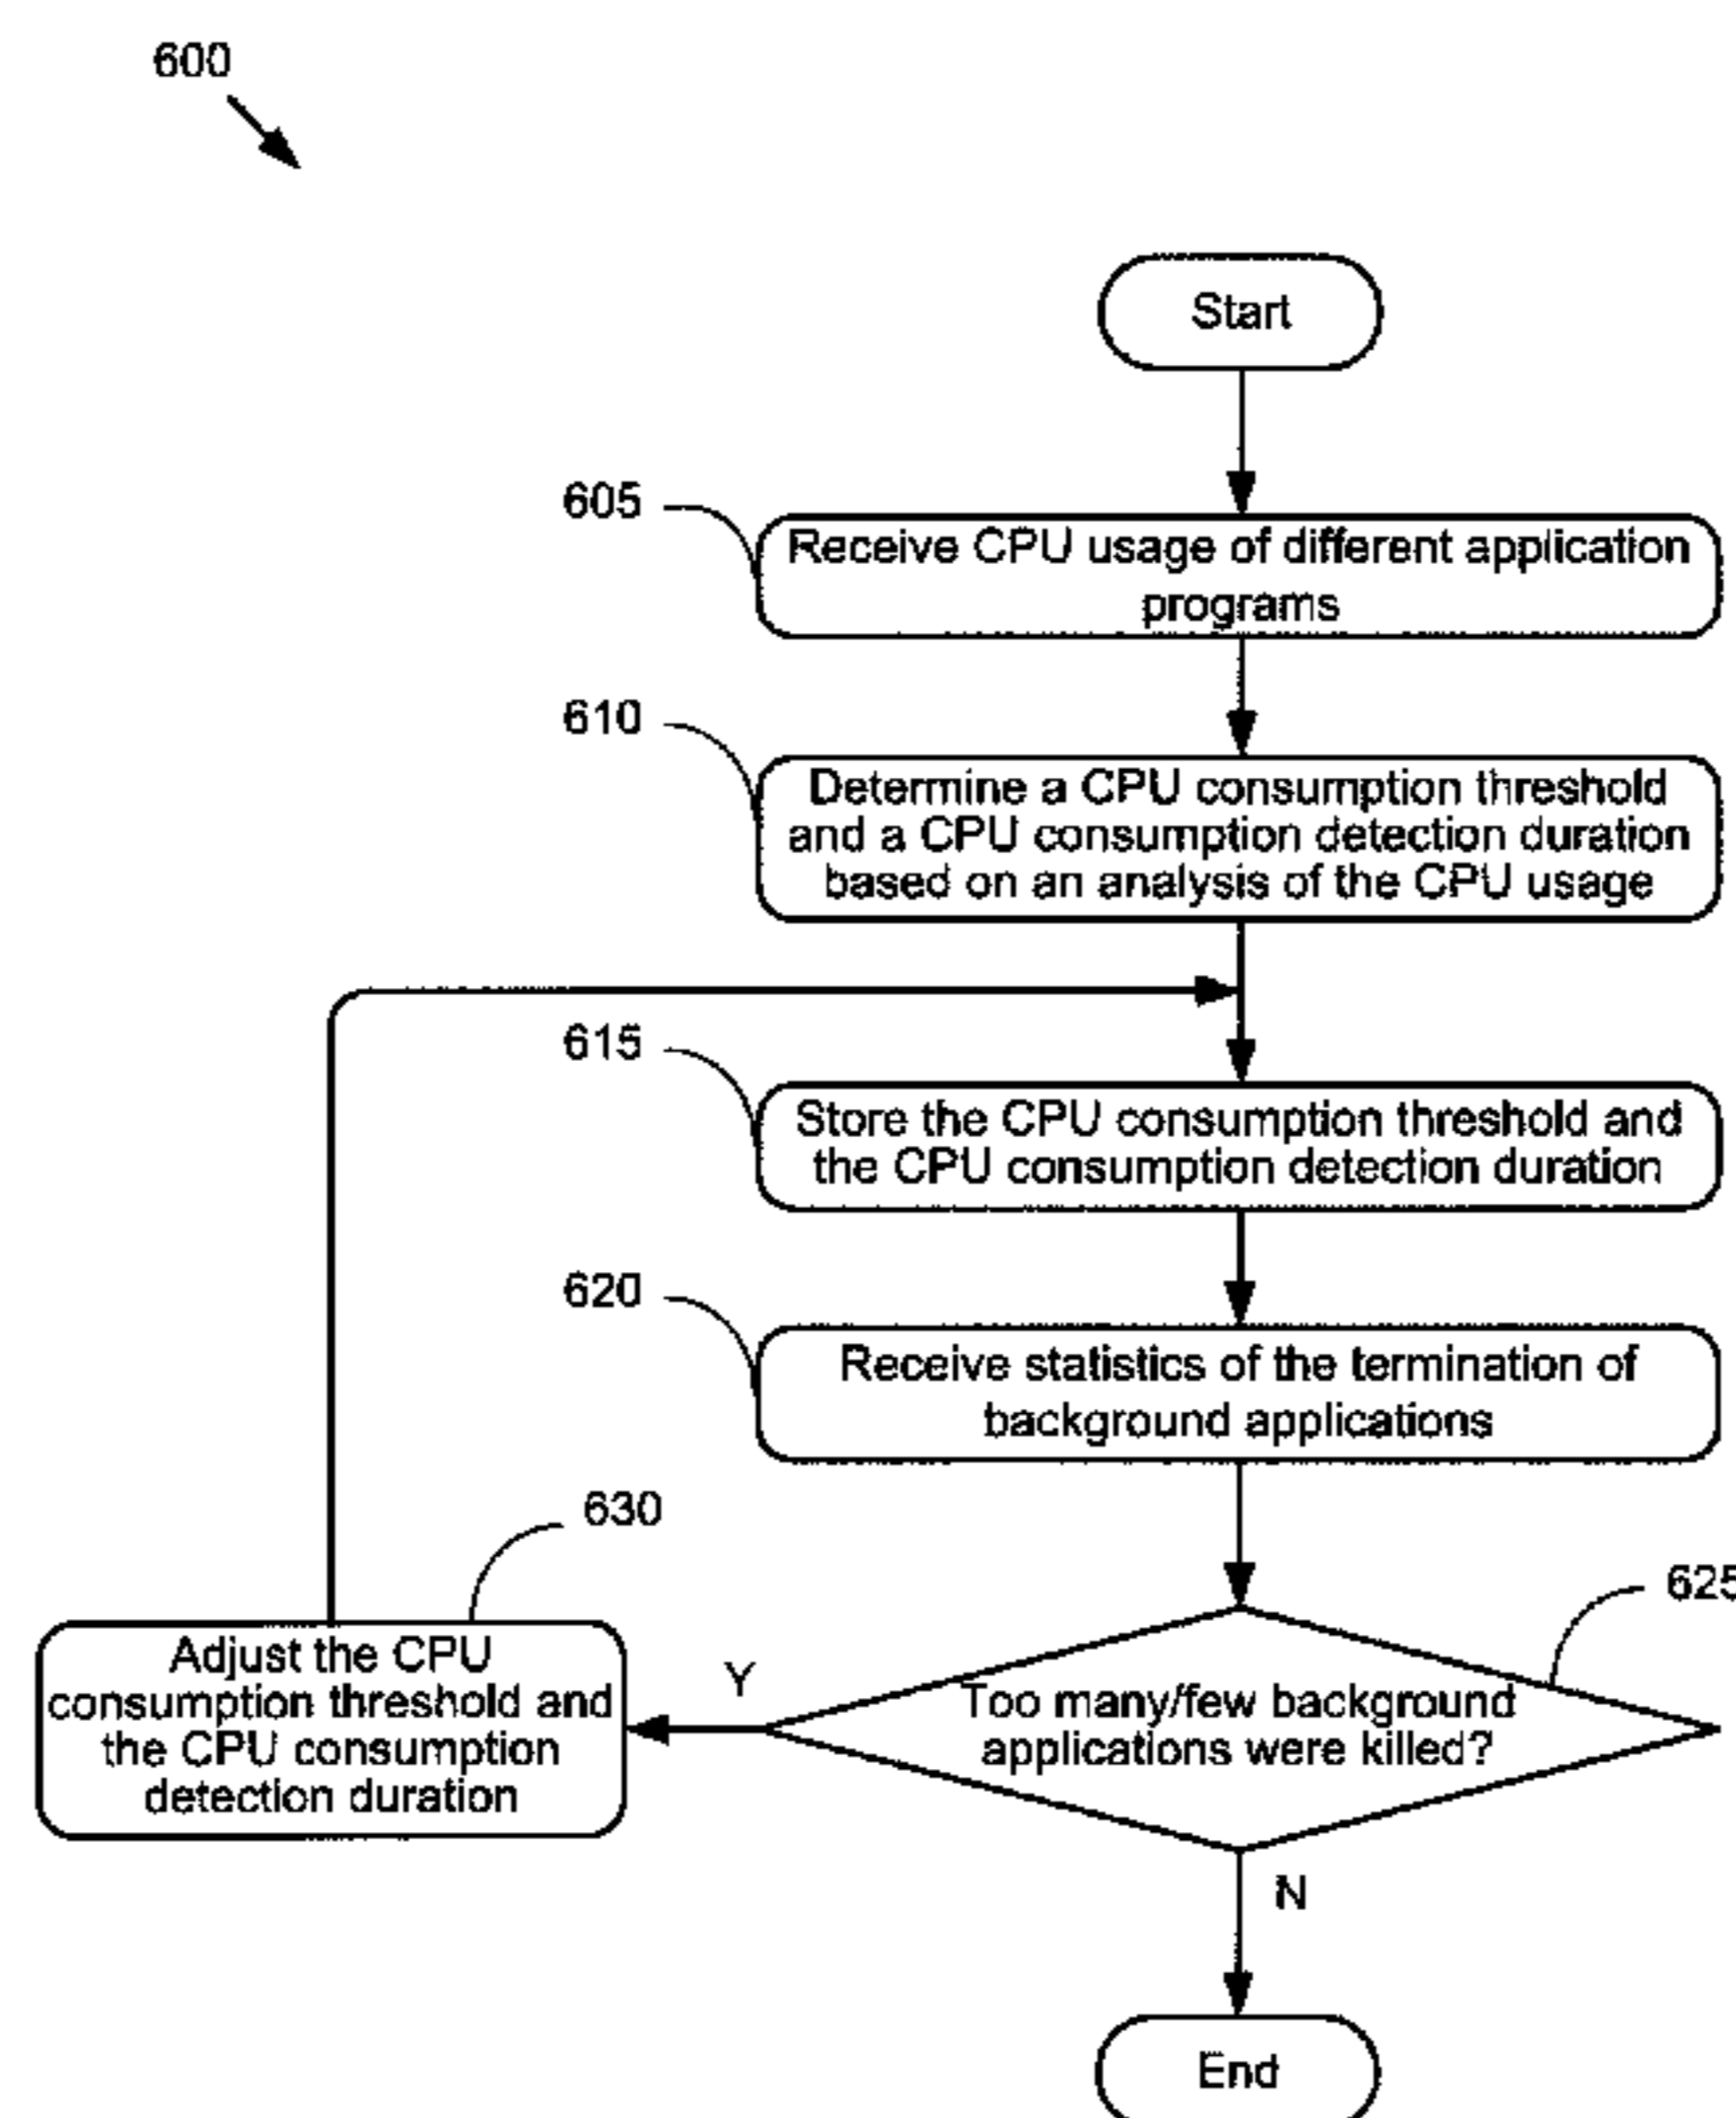 600
Start
605
Receive CPU usage of different application
programs
610
Determine a CPU consumption threshold
and a CPU consumption detection duration
based on an analysis of the CPU usage
615
Store the CPU consumption threshold and
the CPU consumption detection duration
620
Receive statistics of the termination of
background applications
630
625
Adjust the CPU
consumption threshold and
the CPU consumption
detection duration
Y
Too many/few background
applications were killed?
N
End